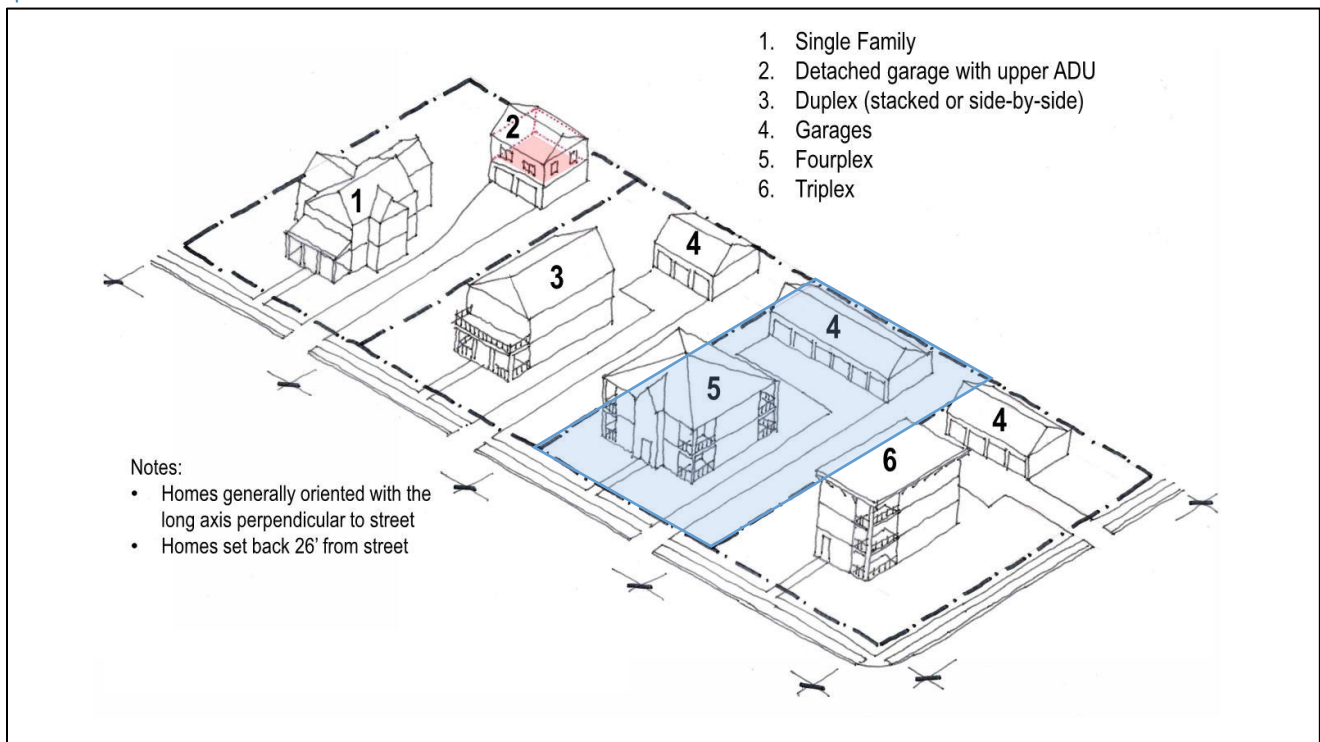 1. Single Family
2. Detached garage with upper ADU
3. Duplex (stacked or side-by-side)
4. Garages
5. Fourplex
6. Triplex
2
1
4
3
4
5
4
6
Notes:
• Homes generally oriented with the
long axis perpendicular to street
• Homes set back 26’ from street